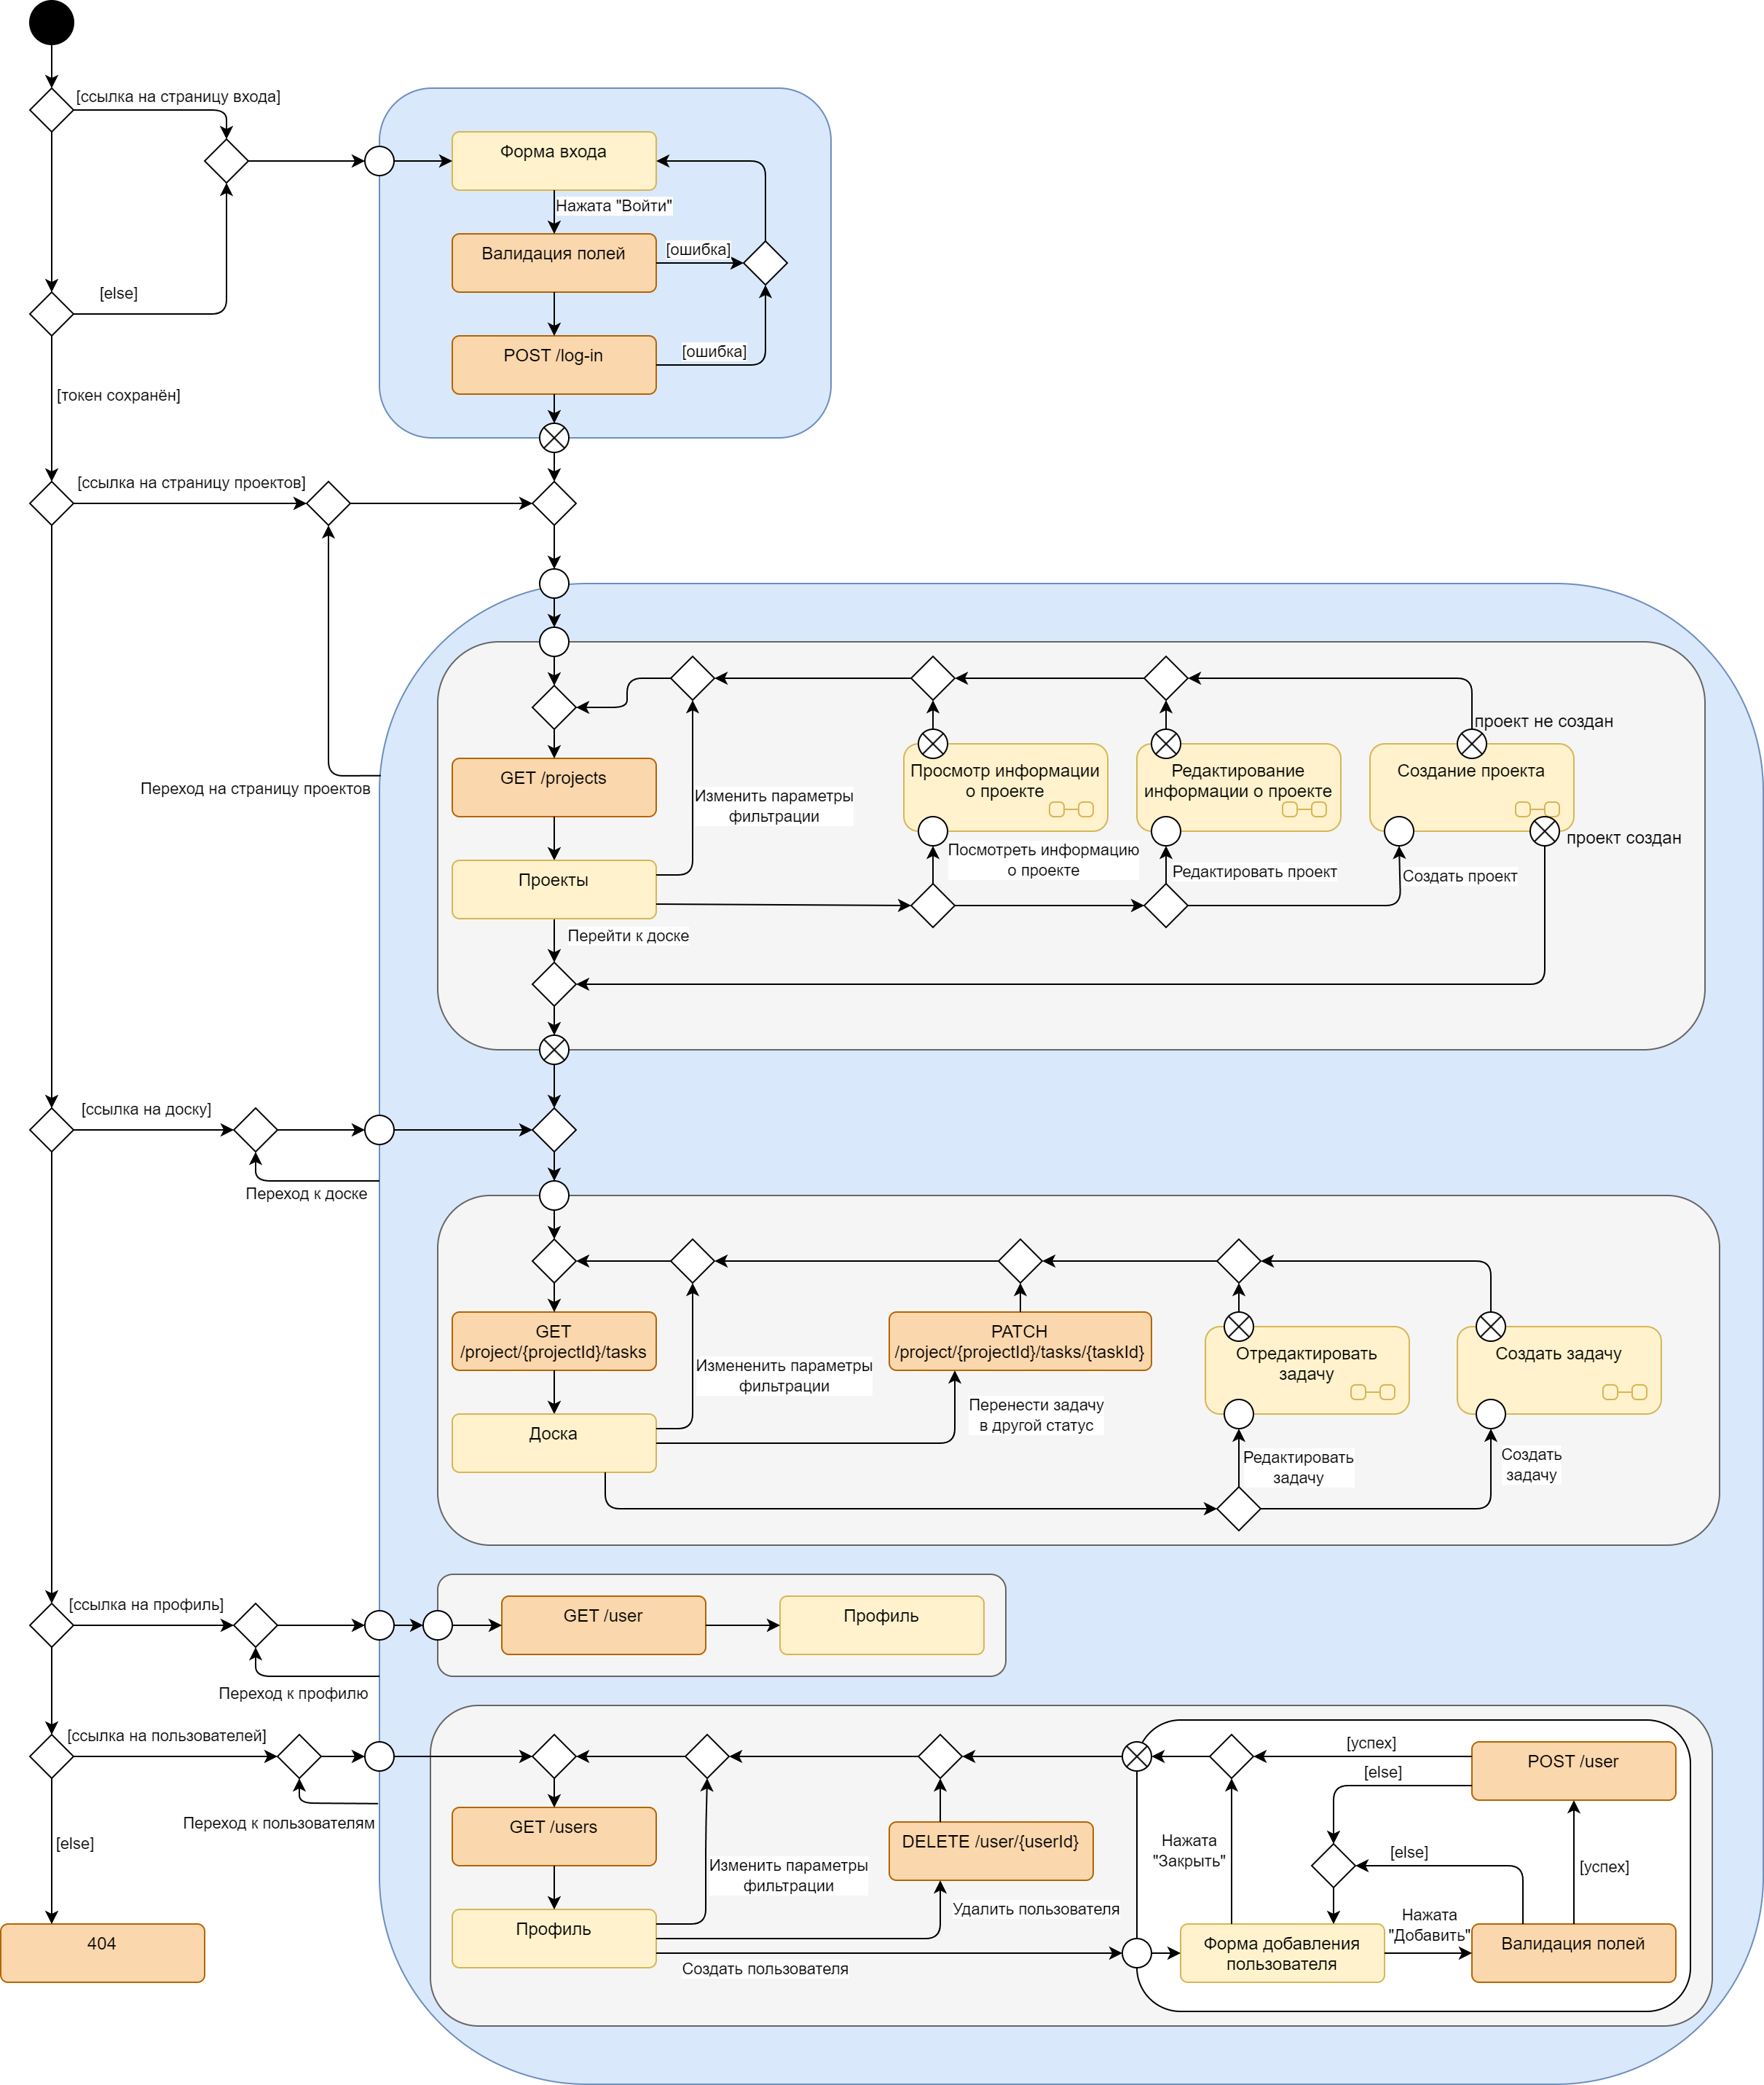 [ссылка на страницу входа]
Форма входа
Нажата "Войти"
Валидация полей
[ошибка]
[else]
POST /log-in
[ошибка]
[токен сохранён]
[ссылка на страницу проектов]
проект не создан
GET /projects
Просмотр информации
о проекте
Редактирование
информации о проекте
Создание проекта
Переход на страницу проектов
Изменить параметры
фильтрации
проект создан
Посмотреть информацию
о проекте
Редактировать проект
Создать проект
Проекты
Перейти к доске
[ссылка на доску]
Переход к доске
GET
/project/{projectId}/tasks
PATCH
/project/{projectId}/tasks/{taskId}
Отредактировать
задачу
Создать задачу
Измененить параметры
фильтрации
Перенести задачу
в другой статус
Доска
Редактировать
задачу
Создать
задачу
[ссылка на профиль]
GET /user
Профиль
Переход к профилю
[ссылка на пользователей]
[успех]
POST /user
[else]
Переход к пользователям
GET /users
DELETE /user/{userId}
[else]
Нажата
"Закрыть"
[else]
[успех]
Изменить параметры
фильтрации
Удалить пользователя
Нажата
"Добавить"
404
Профиль
Форма добавления
пользователя
Валидация полей
Создать пользователя